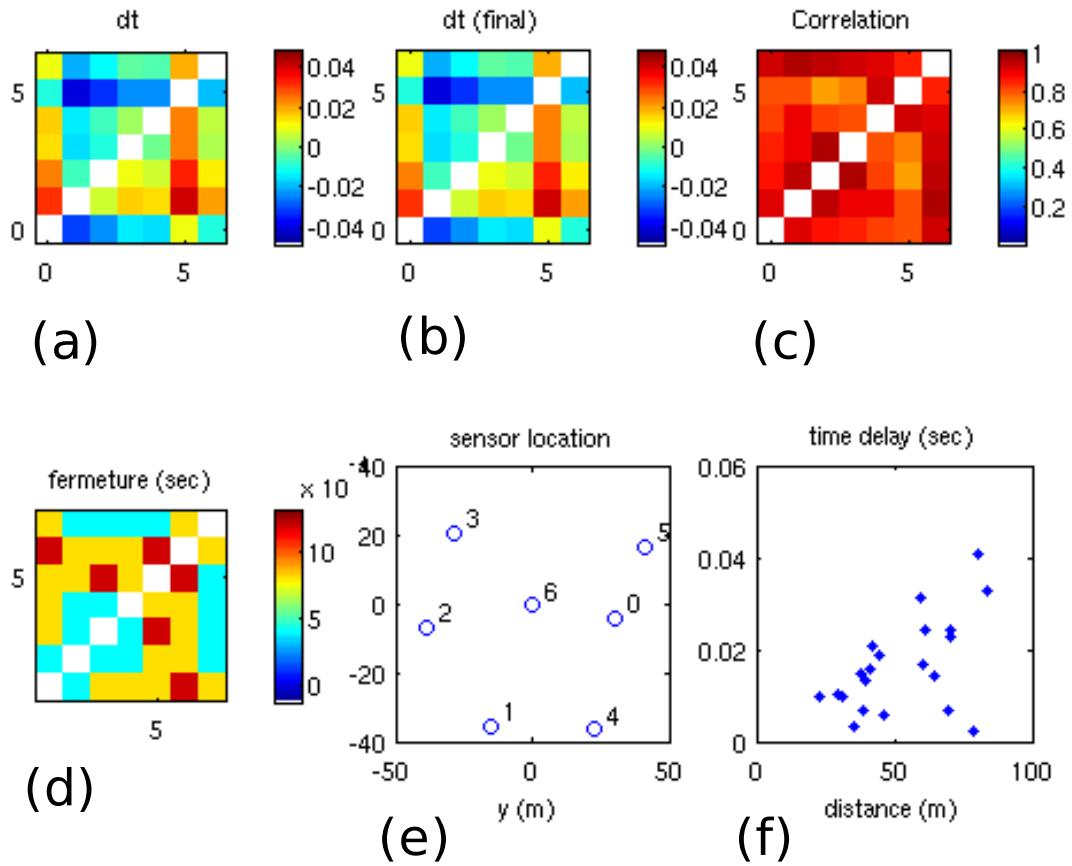 dt
5
0
0 5
0.04
0.02
0
-0.02
-0.04
(a)
dt (final)
5
0
0 5
0.04
0.02
0
-0.02
-0.04
(b)
Correlation
5
0
0 5
1
0.8
0.6
0.4
0.2
(c)
fermeture (sec)
5
5
x 10
10
5
0
(d)
sensor location
40
20
0
-20
-40
-50 0 50
3
5
6
0
2
1
4
y (m)
(e)
time delay (sec)
0.06
0.04
0.02
0
0 50 100
distance (m)
(f)